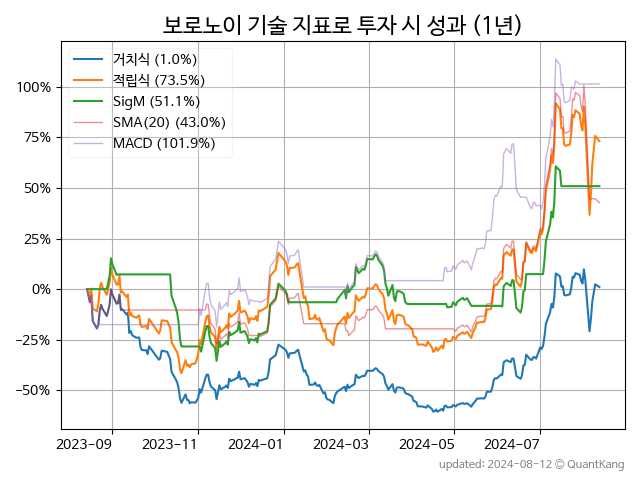 보로노이 기술 지표로 투자 시 성과 (1년)
거치식 (1.0%)
적립식 (73.5%)
SigM (51.1%)
SMA(20) (43.0%)
MACD (101.9%)
100%
75%
50%
25%
0%
−25%
−50%
2023-09 2023-11 2024-01 2024-03 2024-05 2024-07
updated: 2024-08-12 © QuantKang